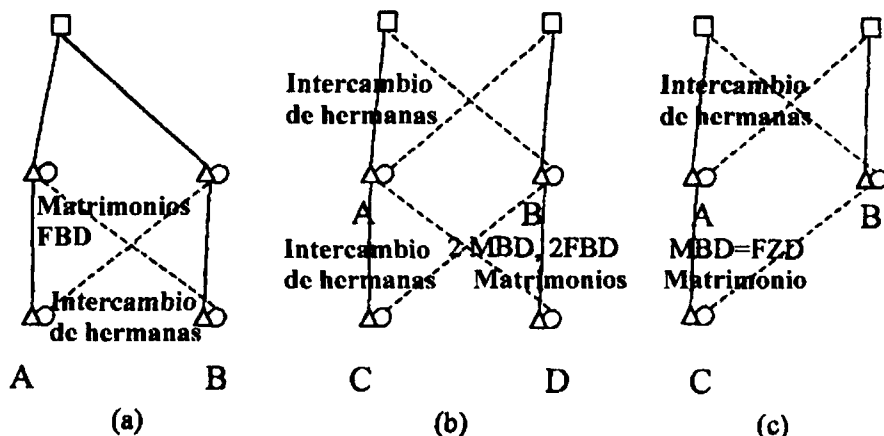 Matrimonios
FBD
Intercambio
de hermanas
A
B
(a)
Intercambio
de hermanas
A
B
Intercambio
de hermanas
2 MBD, 2FBD
Matrimonios
C
D
(b)
Intercambio
de hermanas
A
B
MBD=FZD
Matrimonio
C
(c)